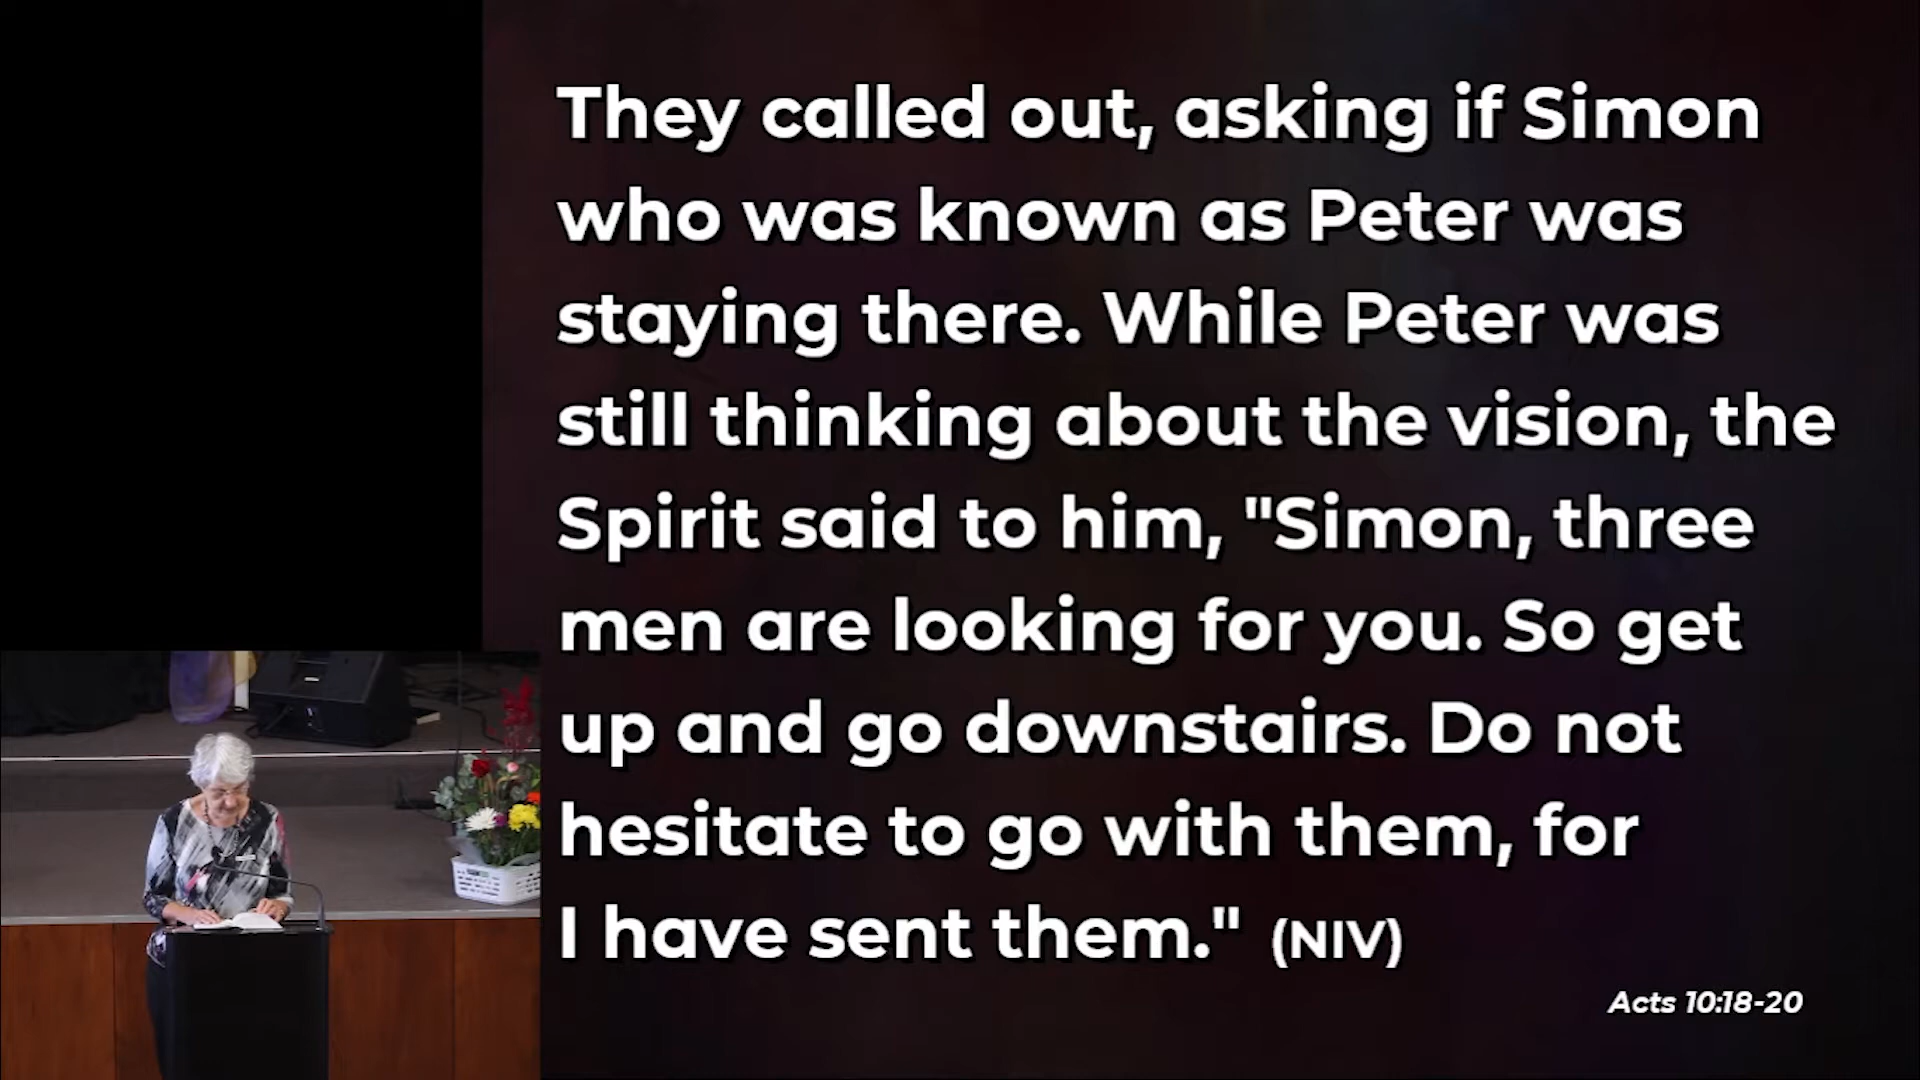 They called out, asking if Simon
who was known as Peter was
staying there. While Peter was
still thinking about the vision, the
Spirit said to him, "Simon, three
men are looking for you. So get
up and go downstairs. Do not
hesitate to go with them, for
I have sent them." (NIV)
Acts 10:18-20